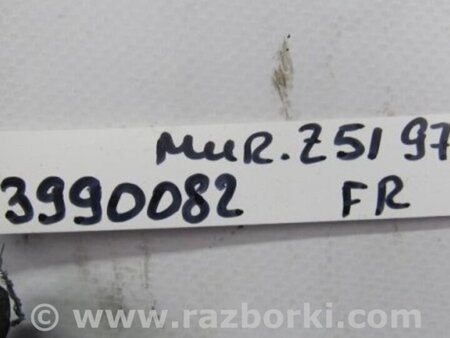 MUR. Z51 97
3990082 FR
© www.razborki.com